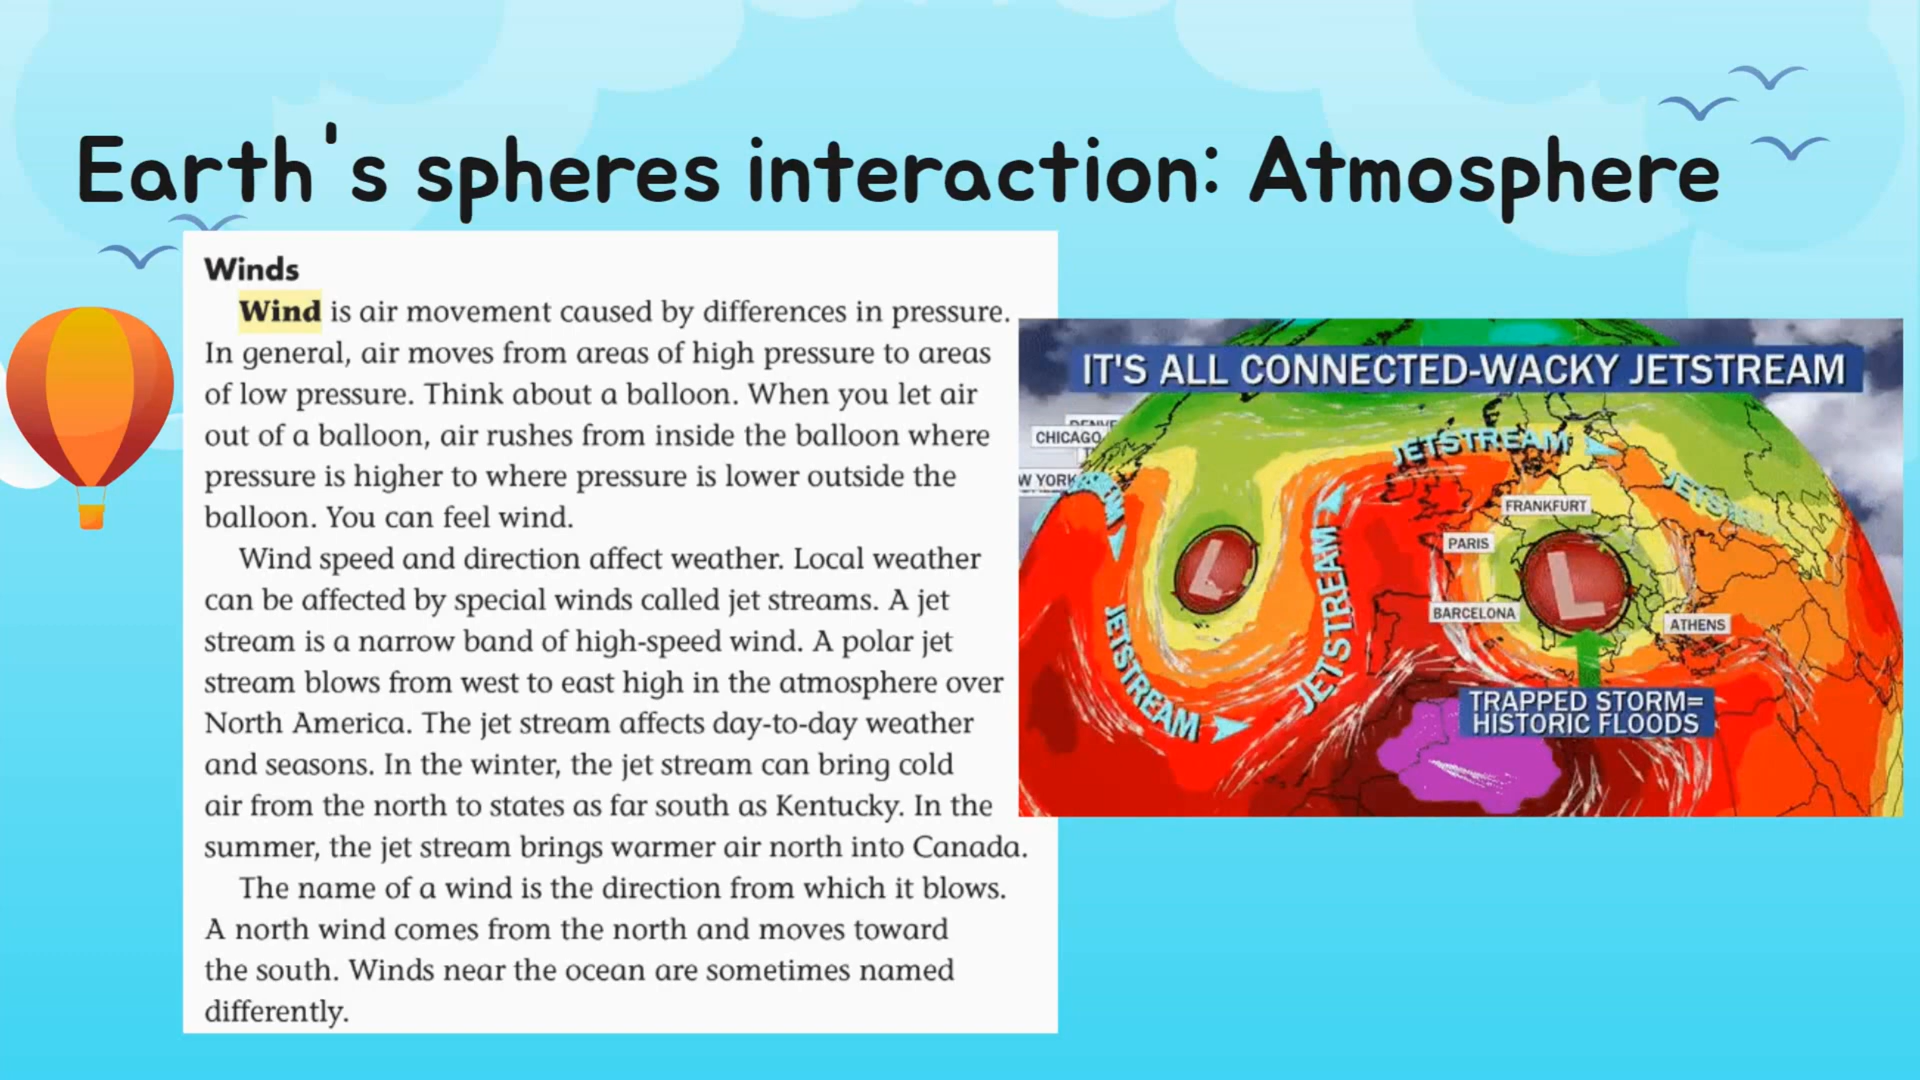 Earth's spheres interaction: Atmosphere
Winds
Wind is air movement caused by differences in pressure.
In general, air moves from areas of high pressure to areas
of low pressure. Think about a balloon. When you let air
out of a balloon, air rushes from inside the balloon where
pressure is higher to where pressure is lower outside the
balloon. You can feel wind.
Wind speed and direction affect weather. Local weather
can be affected by special winds called jet streams. A jet
stream is a narrow band of high-speed wind. A polar jet
stream blows from west to east high in the atmosphere over
North America. The jet stream affects day-to-day weather
and seasons. In the winter, the jet stream can bring cold
air from the north to states as far south as Kentucky. In the
summer, the jet stream brings warmer air north into Canada.
The name of a wind is the direction from which it blows.
A north wind comes from the north and moves toward
the south. Winds near the ocean are sometimes named
differently.
IT'S ALL CONNECTED-WACKY JETSTREAM
CHICAGO
W YORK
JETSTREAM
FRANKFURT
PARIS
L
L
BARCELONA
ATHENS
JETSTREAM
JETSTREAM
TRAPPED STORM=
HISTORIC FLOODS